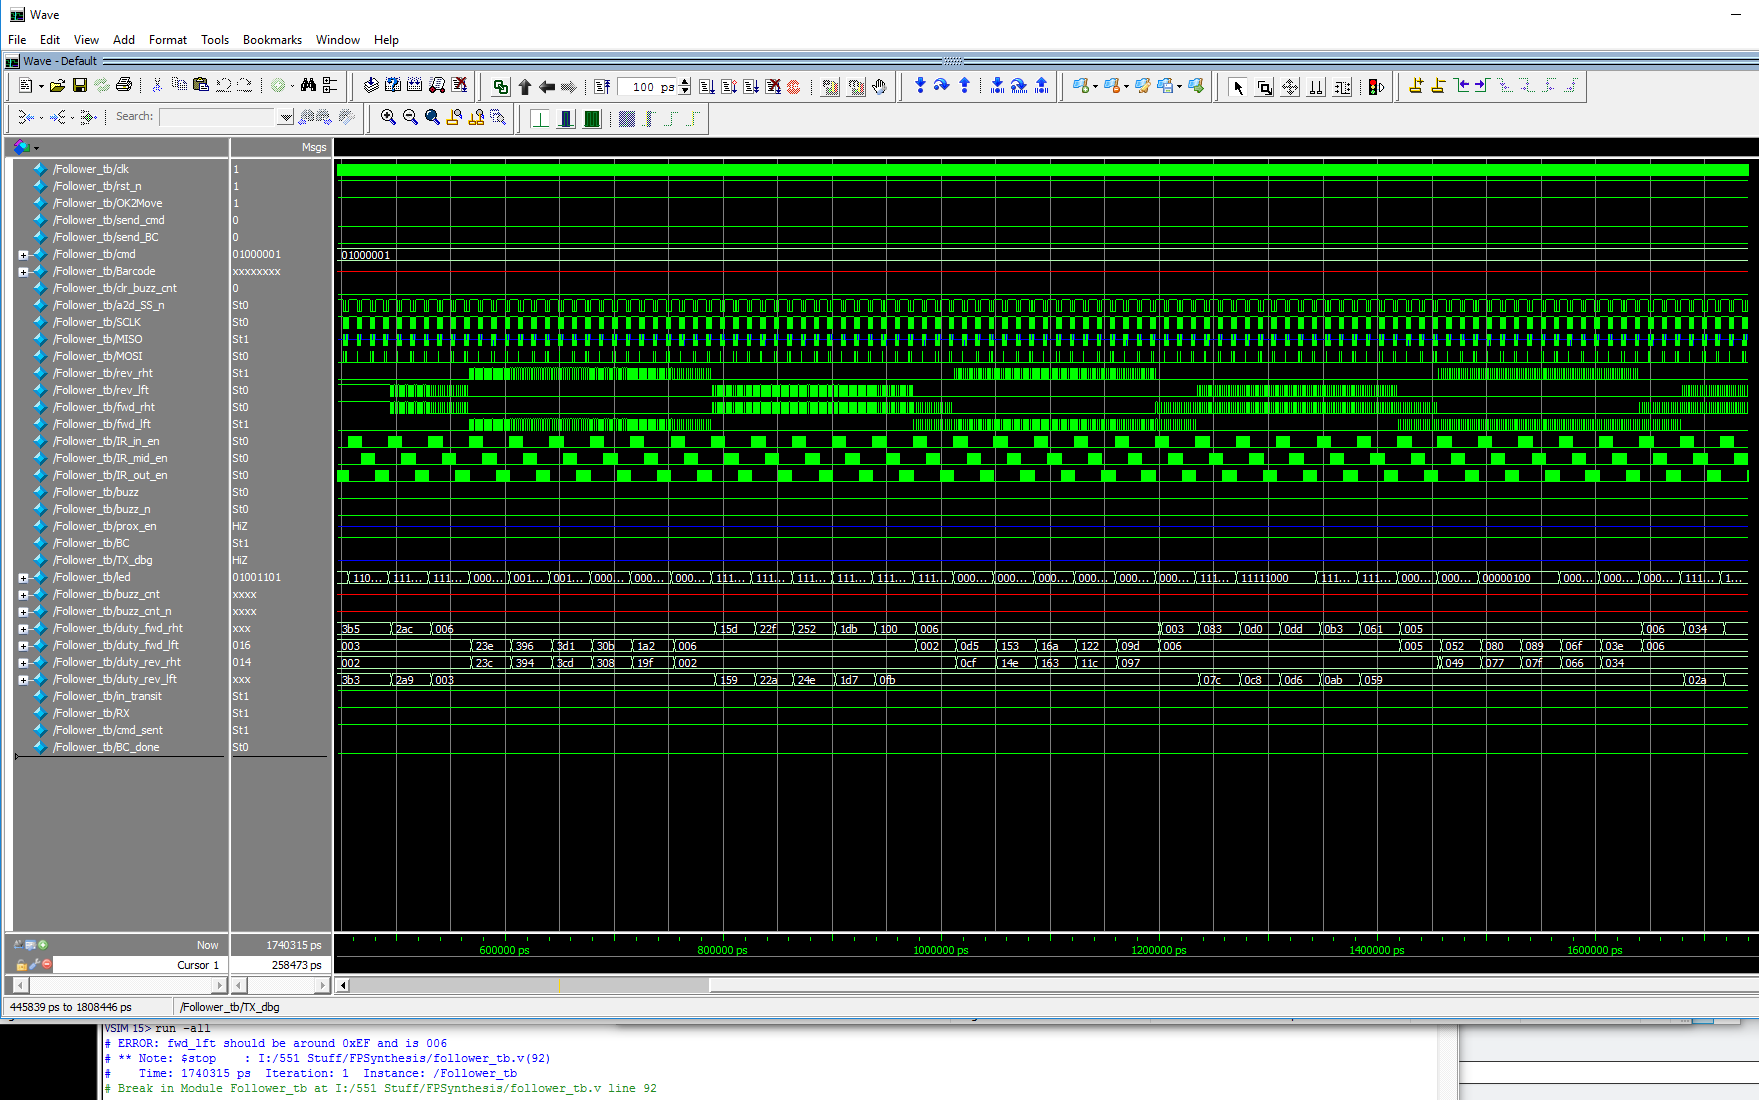 Wave
File Edit View Add Format Tools Bookmarks Window Help
Wave - Default
100 ps
Search:
Msgs
/Follower_tb/clk 1
/Follower_tb/rst_n 1
/Follower_tb/OK2Move 1
/Follower_tb/send_cmd 0
/Follower_tb/send_BC 0
/Follower_tb/cmd 01000001 01000001
/Follower_tb/Barcode xxxxxxxx
/Follower_tb/clr_buzz_cnt 0
/Follower_tb/a2d_SS_n St0
/Follower_tb/SCLK St0
/Follower_tb/MISO St1
/Follower_tb/MOSI St0
/Follower_tb/rev_rht St1
/Follower_tb/rev_lft St0
/Follower_tb/fwd_rht St0
/Follower_tb/fwd_lft St1
/Follower_tb/IR_in_en St0
/Follower_tb/IR_mid_en St0
/Follower_tb/IR_out_en St0
/Follower_tb/buzz St0
/Follower_tb/buzz_n St0
/Follower_tb/prox_en HiZ
/Follower_tb/BC St1
/Follower_tb/TX_dbg HiZ
/Follower_tb/led 01001101 110... 111... 111... 000... 001... 001... 000... 000... 000... 111... 111... 111... 111... 111... 111... 000... 000... 000... 000... 000... 000... 111... 11111000 111... 111... 000... 000... 00000100 000... 000... 000... 111... 1...
/Follower_tb/buzz_cnt xxxx
/Follower_tb/buzz_cnt_n xxxx
/Follower_tb/duty_fwd_rht xxx 3b5 2ac 006 15d 22f 252 1db 100 006 003 083 0d0 0dd 0b3 061 005 006 034
/Follower_tb/duty_fwd_lft 016 003 23e 396 3d1 30b 1a2 006 002 0d5 153 16a 122 09d 006 005 052 080 089 06f 03e 006
/Follower_tb/duty_rev_rht 014 002 23c 394 3cd 308 19f 002 0cf 14e 163 11c 097 049 077 07f 066 034
/Follower_tb/duty_rev_lft xxx 3b3 2a9 003 159 22a 24e 1d7 0fb 07c 0c8 0d6 0ab 059 02a
/Follower_tb/in_transit St1
/Follower_tb/RX St1
/Follower_tb/cmd_sent St1
/Follower_tb/BC_done St0
Now 1740315 ps 600000 ps 800000 ps 1000000 ps 1200000 ps 1400000 ps 1600000 ps
Cursor 1 258473 ps
445839 ps to 1808446 ps /Follower_tb/TX_dbg
VSIM 15> run -all
# ERROR: fwd_lft should be around 0xEF and is 006
# ** Note: $stop : I:/551 Stuff/FPSynthesis/follower_tb.v(92)
# Time: 1740315 ps Iteration: 1 Instance: /Follower_tb
# Break in Module Follower_tb at I:/551 Stuff/FPSynthesis/follower_tb.v line 92